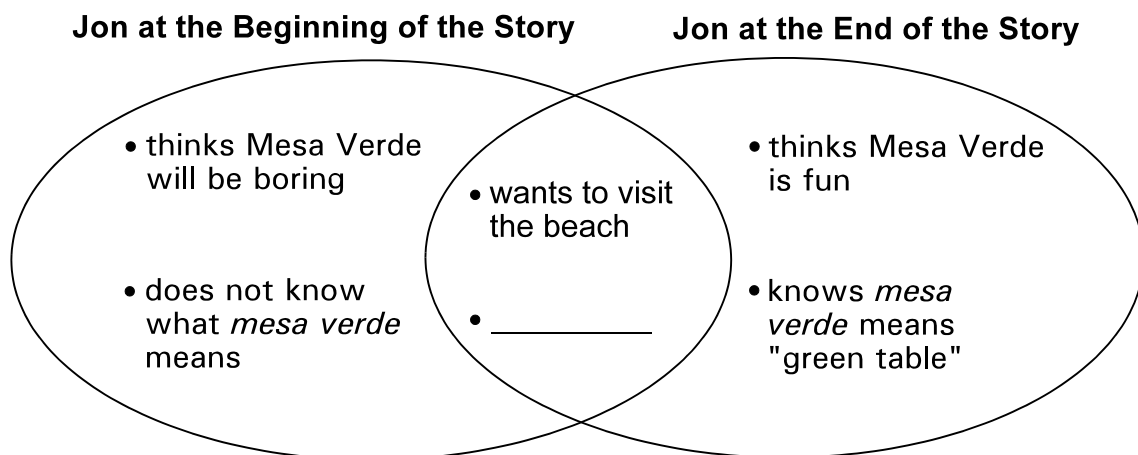 Jon at the Beginning of the Story
Jon at the End of the Story
• thinks Mesa Verde
will be boring
• does not know
what mesa verde
means
• wants to visit
the beach
• __________
• thinks Mesa Verde
is fun
• knows mesa
verde means
"green table"